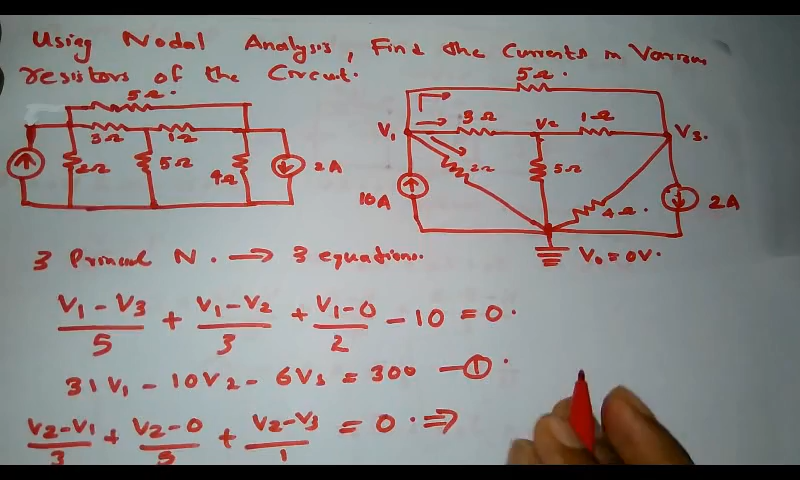 Using Nodal Analysis, Find the Currents in Various
resistors of the Circuit.
5Ω.
3Ω 1Ω
2Ω 5Ω 4Ω 2A
5Ω.
V1 3Ω V2 1Ω V3.
2Ω 5Ω
10A 4Ω. 2A
V0 = 0V.
3 N. → 3 equations.
V1 - V3 / 5 + V1 - V2 / 3 + V1 - 0 / 2 - 10 = 0.
31V1 - 10V2 - 6V3 = 300 — ①.
V2 - V1 / 3 + V2 - 0 / 5 + V2 - V3 / 1 = 0. ⇒